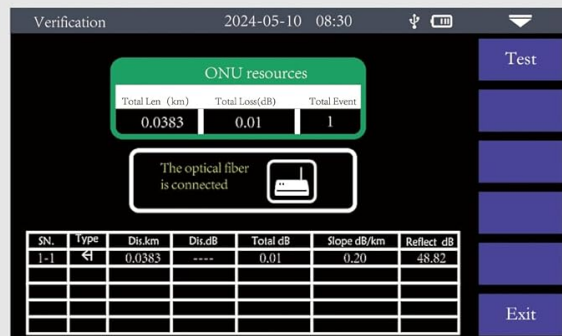 Verification 2024-05-10 08:30
Test
ONU resources
Total Len (km) Total Loss(dB) Total Event
0.0383 0.01 1
The optical fiber
is connected
SN. Type Dis.km Dis.dB Total dB Slope dB/km Reflect dB
1-1 0.0383 ---- 0.01 0.20 48.82
Exit